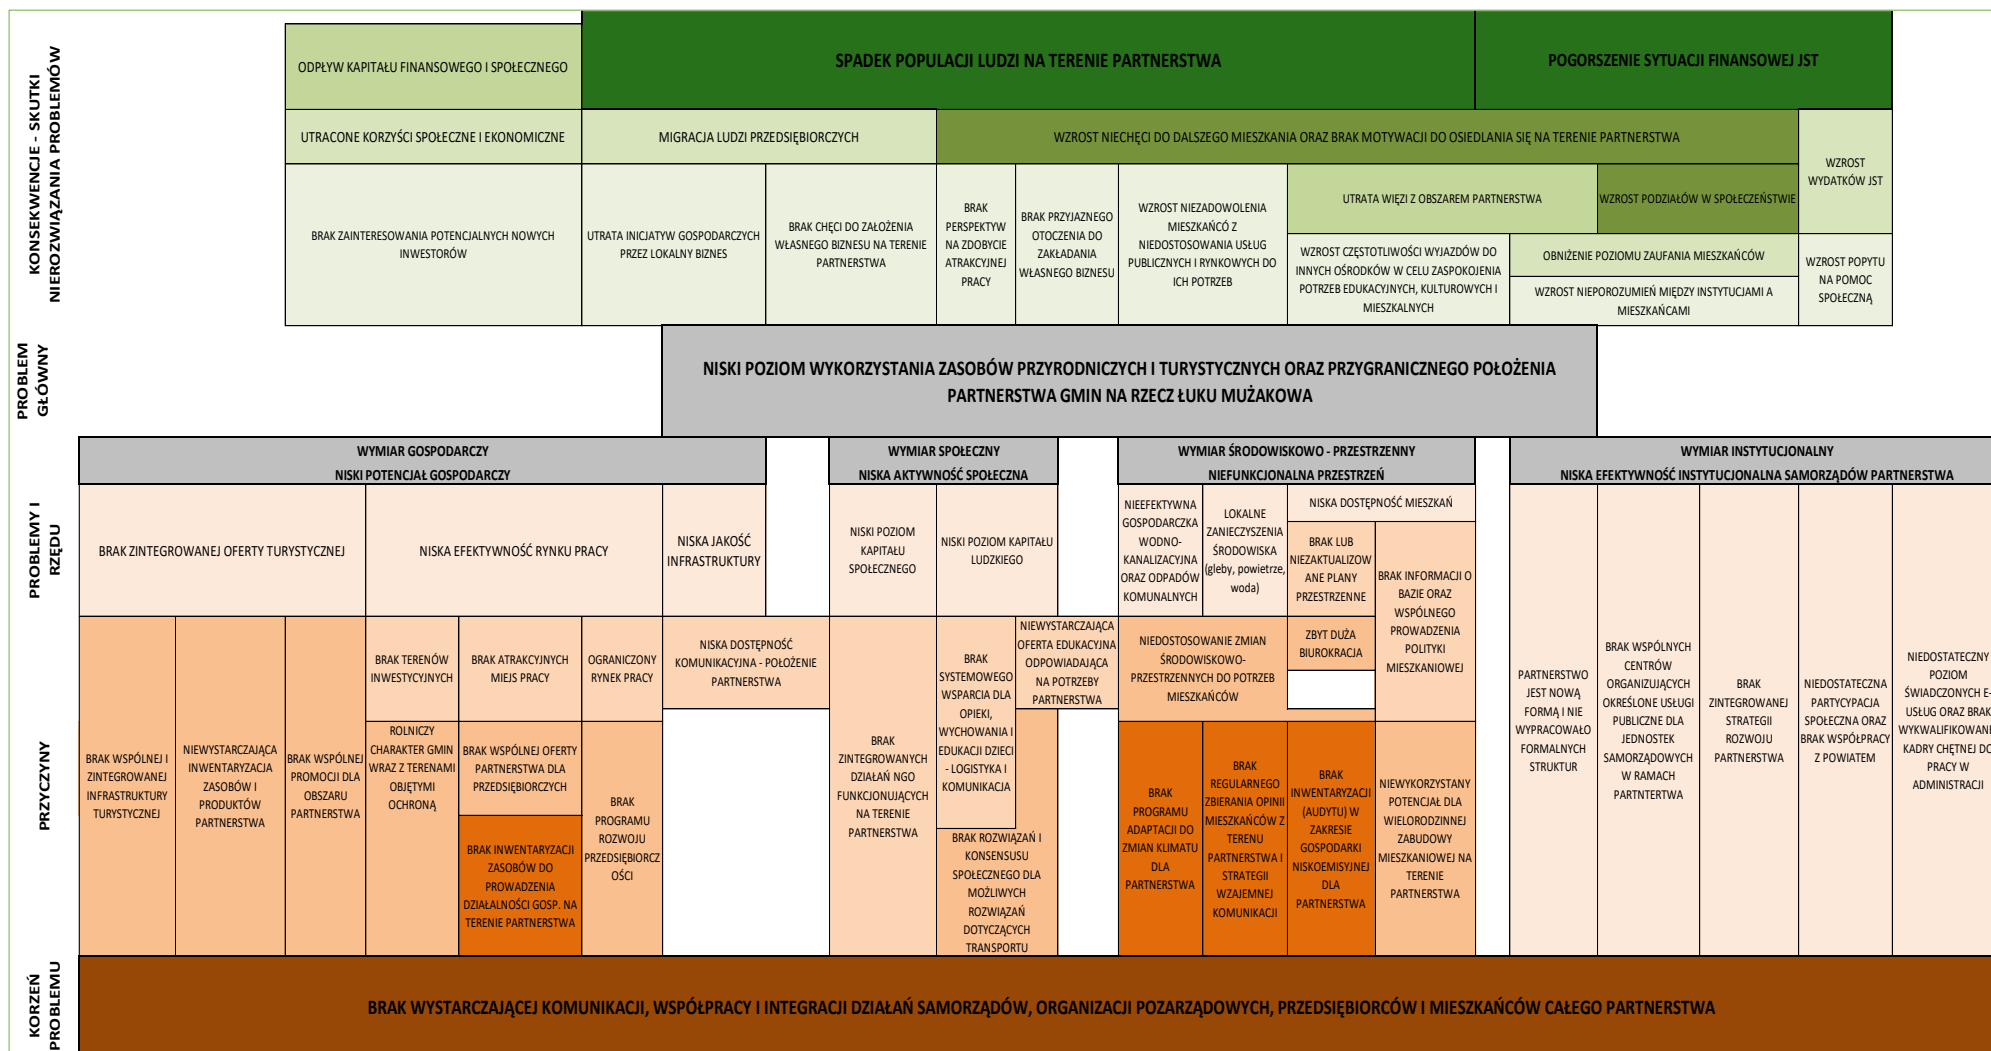 KONSEKWENCJE - SKUTKI
NIEROZWIĄZANIA PROBLEMÓW
ODPŁYW KAPITAŁU FINANSOWEGO I SPOŁECZNEGO
SPADEK POPULACJI LUDZI NA TERENIE PARTNERSTWA
POGORSZENIE SYTUACJI FINANSOWEJ JST
UTRACONE KORZYŚCI SPOŁECZNE I EKONOMICZNE
MIGRACJA LUDZI PRZEDSIĘBIORCZYCH
WZROST NIECHĘCI DO DALSZEGO MIESZKANIA ORAZ BRAK MOTYWACJI DO OSIEDLANIA SIĘ NA TERENIE PARTNERSTWA
WZROST
WYDATKÓW JST
BRAK ZAINTERESOWANIA POTENCJALNYCH NOWYCH
INWESTORÓW
UTRATA INICJATYW GOSPODARCZYCH
PRZEZ LOKALNY BIZNES
BRAK CHĘCI DO ZAŁOŻENIA
WŁASNEGO BIZNESU NA TERENIE
PARTNERSTWA
BRAK
PERSPEKTYW
NA ZDOBYCIE
ATRAKCYJNEJ
PRACY
BRAK PRZYJAZNEGO
OTOCZENIA DO
ZAKŁADANIA
WŁASNEGO BIZNESU
WZROST NIEZADOWOLENIA
MIESZKAŃCÓ Z
NIEDOSTOSOWANIA USŁUG
PUBLICZNYCH I RYNKOWYCH DO
ICH POTRZEB
UTRATA WIĘZI Z OBSZAREM PARTNERSTWA
WZROST PODZIAŁÓW W SPOŁECZEŃSTWIE
WZROST CZĘSTOTLIWOŚCI WYJAZDÓW DO
INNYCH OŚRODKÓW W CELU ZASPOKOJENIA
POTRZEB EDUKACYJNYCH, KULTUROWYCH I
MIESZKALNYCH
OBNIŻENIE POZIOMU ZAUFANIA MIESZKAŃCÓW
WZROST NIEPOROZUMIEŃ MIĘDZY INSTYTUCJAMI A
MIESZKAŃCAMI
WZROST POPYTU
NA POMOC
SPOŁECZNĄ
PROBLEM
GŁÓWNY
NISKI POZIOM WYKORZYSTANIA ZASOBÓW PRZYRODNICZYCH I TURYSTYCZNYCH ORAZ PRZYGRANICZNEGO POŁOŻENIA
PARTNERSTWA GMIN NA RZECZ ŁUKU MUŻAKOWA
WYMIAR GOSPODARCZY
NISKI POTENCJAŁ GOSPODARCZY
WYMIAR SPOŁECZNY
NISKA AKTYWNOŚĆ SPOŁECZNA
WYMIAR ŚRODOWISKOWO - PRZESTRZENNY
NIEFUNKCJONALNA PRZESTRZEŃ
WYMIAR INSTYTUCJONALNY
NISKA EFEKTYWNOŚĆ INSTYTUCJONALNA SAMORZĄDÓW PARTNERSTWA
PROBLEMY I
RZĘDU
BRAK ZINTEGROWANEJ OFERTY TURYSTYCZNEJ
NISKA EFEKTYWNOŚĆ RYNKU PRACY
NISKA JAKOŚĆ
INFRASTRUKTURY
NISKI POZIOM
KAPITAŁU
SPOŁECZNEGO
NISKI POZIOM KAPITAŁU
LUDZKIEGO
NIEEFEKTYWNA
GOSPODARCZKA
WODNO-
KANALIZACYJNA
ORAZ ODPADÓW
KOMUNALNYCH
LOKALNE
ZANIECZYSZENIA
ŚRODOWISKA
(gleby, powietrze,
woda)
NISKA DOSTĘPNOŚĆ MIESZKAŃ
BRAK LUB
NIEZAKTUALIZOW
ANE PLANY
PRZESTRZENNE
BRAK INFORMACJI O
BAZIE ORAZ
WSPÓLNEGO
PROWADZENIA
POLITYKI
MIESZKANIOWEJ
PRZYCZYNY
BRAK WSPÓLNEJ I
ZINTEGROWANEJ
INFRASTRUKTURY
TURYSTYCZNEJ
NIEWYSTARCZAJĄCA
INWENTARYZACJA
ZASOBÓW I
PRODUKTÓW
PARTNERSTWA
BRAK WSPÓLNEJ
PROMOCJI DLA
OBSZARU
PARTNERSTWA
BRAK TERENÓW
INWESTYCYJNYCH
ROLNICZY
CHARAKTER GMIN
WRAZ Z TERENAMI
OBJĘTYMI
OCHRONĄ
BRAK ATRAKCYJNYCH
MIEJS PRACY
BRAK WSPÓLNEJ OFERTY
PARTNERSTWA DLA
PRZEDSIĘBIORCZYCH
BRAK INWENTARYZACJI
ZASOBÓW DO
PROWADZENIA
DZIAŁALNOŚCI GOSP. NA
TERENIE PARTNERSTWA
OGRANICZONY
RYNEK PRACY
BRAK
PROGRAMU
ROZWOJU
PRZEDSIĘBIORCZ
OŚCI
NISKA DOSTĘPNOŚĆ
KOMUNIKACYJNA - POŁOŻENIE
PARTNERSTWA
BRAK
ZINTEGROWANYCH
DZIAŁAŃ NGO
FUNKCJONUJĄCYCH
NA TERENIE
PARTNERSTWA
BRAK
SYSTEMOWEGO
WSPARCIA DLA
OPIEKI,
WYCHOWANIA I
EDUKACJI DZIECI
- LOGISTYKA I
KOMUNIKACJA
NIEWYSTARCZAJĄCA
OFERTA EDUKACYJNA
ODPOWIADAJĄCA
NA POTRZEBY
PARTNERSTWA
BRAK ROZWIĄZAŃ I
KONSENSUSU
SPOŁECZNEGO DLA
MOŻLIWYCH
ROZWIĄZAŃ
DOTYCZĄCYCH
TRANSPORTU
NIEDOSTOSOWANIE ZMIAN
ŚRODOWISKOWO-
PRZESTRZENNYCH DO POTRZEB
MIESZKAŃCÓW
ZBYT DUŻA
BIUROKRACJA
BRAK
PROGRAMU
ADAPTACJI DO
ZMIAN KLIMATU
DLA
PARTNERSTWA
BRAK
REGULARNEGO
ZBIERANIA OPINII
MIESZKAŃCÓW Z
TERENU
PARTNERSTWA I
STRATEGII
WZAJEMNEJ
KOMUNIKACJI
BRAK
INWENTARYZACJI
(AUDYTU) W
ZAKRESIE
GOSPODARKI
NISKOEMISYJNEJ
DLA
PARTNERSTWA
NIEWYKORZYSTANY
POTENCJAŁ DLA
WIELORODZINNEJ
ZABUDOWY
MIESZKANIOWEJ NA
TERENIE
PARTNERSTWA
PARTNERSTWO
JEST NOWĄ
FORMĄ I NIE
WYPRACOWAŁO
FORMALNYCH
STRUKTUR
BRAK WSPÓLNYCH
CENTRÓW
ORGANIZUJĄCYCH
OKREŚLONE USŁUGI
PUBLICZNE DLA
JEDNOSTEK
SAMORZĄDOWYCH
W RAMACH
PARTNTERTWA
BRAK
ZINTEGROWANEJ
STRATEGII
ROZWOJU
PARTNERSTWA
NIEDOSTATECZNA
PARTYCYPACJA
SPOŁECZNA ORAZ
BRAK WSPÓŁPRACY
Z POWIATEM
NIEDOSTATECZNY
POZIOM
ŚWIADCZONYCH E-
USŁUG ORAZ BRAK
WYKWALIFIKOWANE
KADRY CHĘTNEJ DO
PRACY W
ADMINISTRACJI
KORZEŃ
PROBLEMU
BRAK WYSTARCZAJĄCEJ KOMUNIKACJI, WSPÓŁPRACY I INTEGRACJI DZIAŁAŃ SAMORZĄDÓW, ORGANIZACJI POZARZĄDOWYCH, PRZEDSIĘBIORCÓW I MIESZKAŃCÓW CAŁEGO PARTNERSTWA